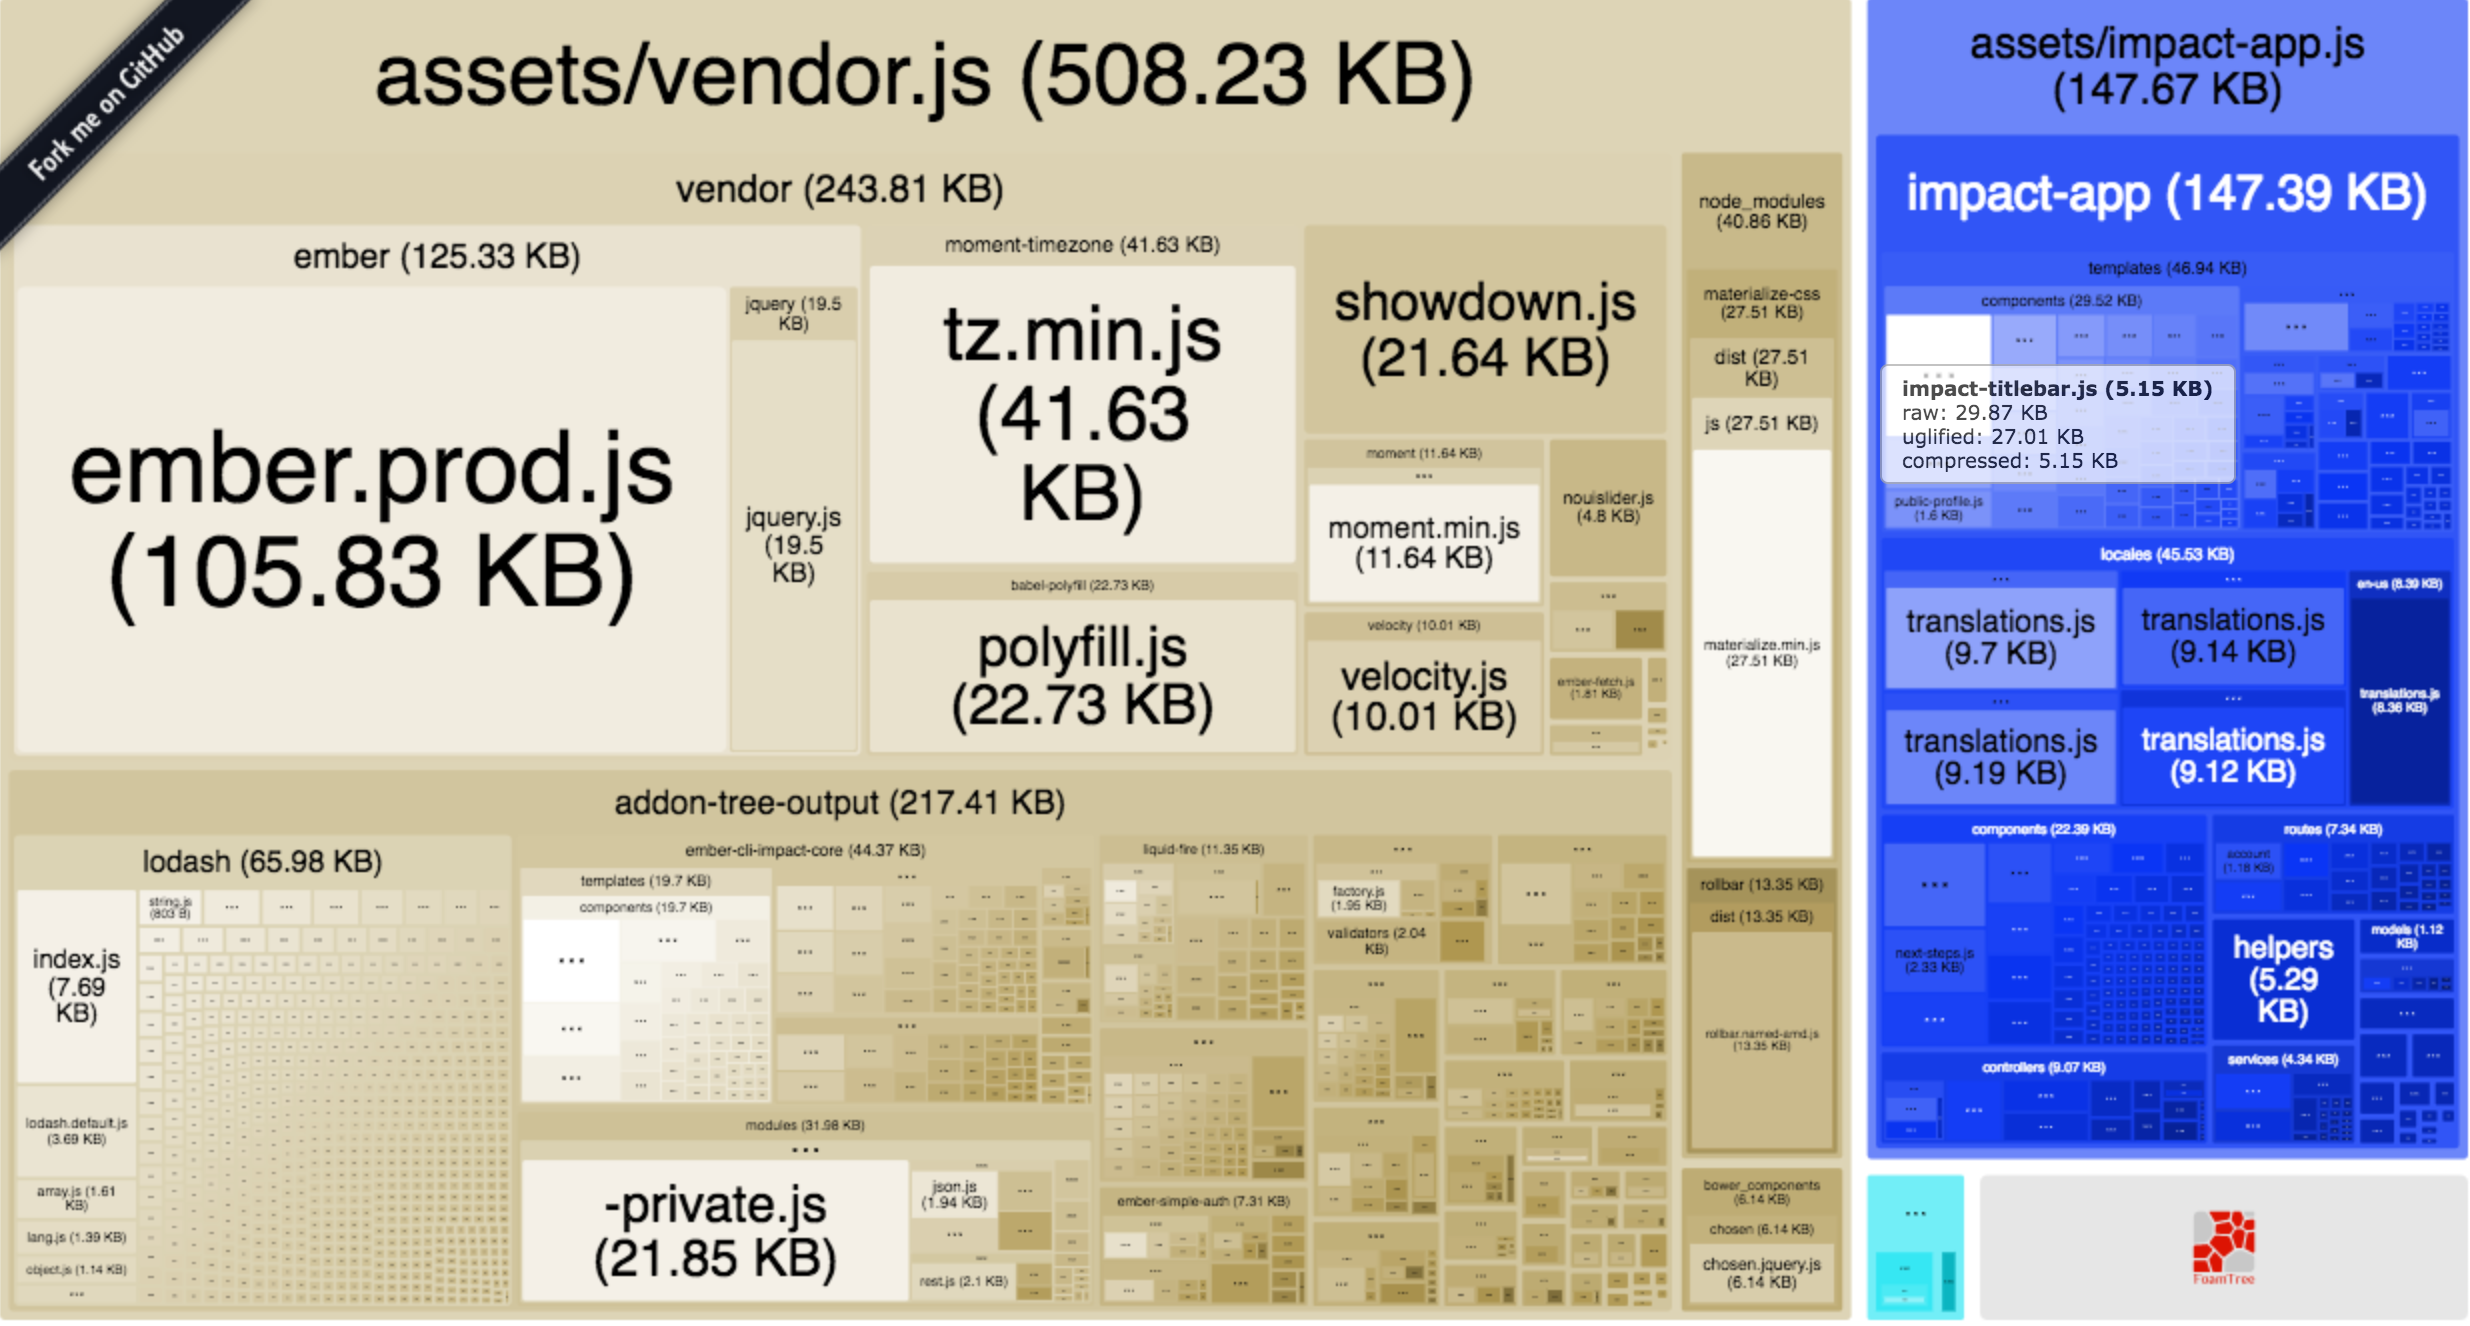 Fork me on GitHub
assets/vendor.js (508.23 KB)
vendor (243.81 KB)
ember (125.33 KB)
ember.prod.js
(105.83 KB)
jquery (19.5
KB)
jquery.js
(19.5
KB)
moment-timezone (41.63 KB)
tz.min.js
(41.63
KB)
babel-polyfill (22.73 KB)
polyfill.js
(22.73 KB)
showdown.js
(21.64 KB)
moment (11.64 KB)
moment.min.js
(11.64 KB)
nouislider.js
(4.8 KB)
velocity (10.01 KB)
velocity.js
(10.01 KB)
ember-fetch.js
(1.81 KB)
node_modules
(40.86 KB)
materialize-css
(27.51 KB)
dist (27.51
KB)
js (27.51 KB)
materialize.min.js
(27.51 KB)
rollbar (13.35 KB)
dist (13.35 KB)
rollbar.named-amd.js
(13.35 KB)
bower_components
(6.14 KB)
chosen (6.14 KB)
chosen.jquery.js
(6.14 KB)
addon-tree-output (217.41 KB)
lodash (65.98 KB)
index.js
(7.69
KB)
string.js
(803 B)
lodash.default.js
(3.69 KB)
array.js (1.61
KB)
lang.js (1.39 KB)
object.js (1.14 KB)
ember-cli-impact-core (44.37 KB)
templates (19.7 KB)
components (19.7 KB)
modules (31.98 KB)
-private.js
(21.85 KB)
json.js
(1.94 KB)
rest.js (2.1 KB)
liquid-fire (11.35 KB)
ember-simple-auth (7.31 KB)
factory.js
(1.95 KB)
validators (2.04
KB)
assets/impact-app.js
(147.67 KB)
impact-app (147.39 KB)
templates (46.94 KB)
components (29.52 KB)
impact-titlebar.js (5.15 KB)
raw: 29.87 KB
uglified: 27.01 KB
compressed: 5.15 KB
public-profile.js
(1.6 KB)
locales (45.53 KB)
translations.js
(9.7 KB)
translations.js
(9.14 KB)
en-us (8.39 KB)
translations.js
(8.36 KB)
translations.js
(9.19 KB)
translations.js
(9.12 KB)
components (22.39 KB)
next-steps.js
(2.33 KB)
routes (7.34 KB)
account
(1.18 KB)
helpers
(5.29
KB)
models (1.12
KB)
controllers (9.07 KB)
services (4.34 KB)
FoamTree